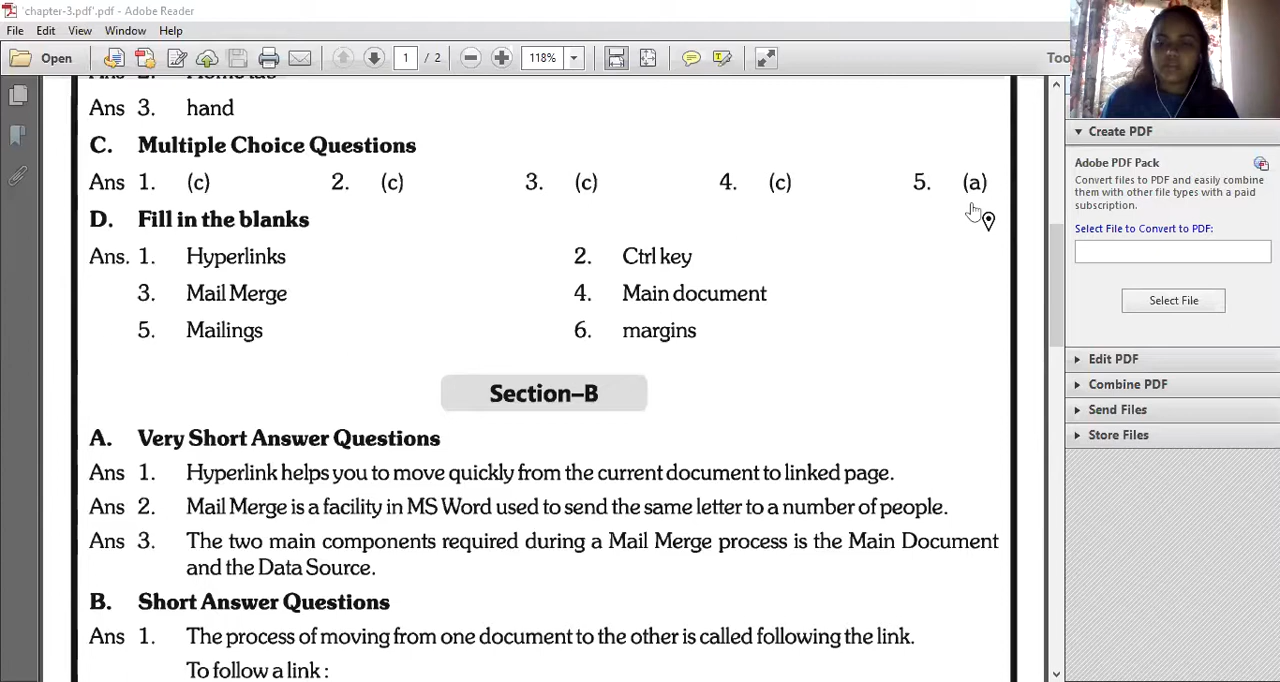 'chapter-3.pdf'.pdf - Adobe Reader
File Edit View Window Help
Open 1 / 2 118%
Ans 2. Home tab
Ans 3. hand
C. Multiple Choice Questions
Ans 1. (c) 2. (c) 3. (c) 4. (c) 5. (a)
D. Fill in the blanks
Ans. 1. Hyperlinks 2. Ctrl key
3. Mail Merge 4. Main document
5. Mailings 6. margins
Section–B
A. Very Short Answer Questions
Ans 1. Hyperlink helps you to move quickly from the current document to linked page.
Ans 2. Mail Merge is a facility in MS Word used to send the same letter to a number of people.
Ans 3. The two main components required during a Mail Merge process is the Main Document
and the Data Source.
B. Short Answer Questions
Ans 1. The process of moving from one document to the other is called following the link.
To follow a link :
Too
Create PDF
Adobe PDF Pack
Convert files to PDF and easily combine
them with other file types with a paid
subscription.
Select File to Convert to PDF:
Select File
Edit PDF
Combine PDF
Send Files
Store Files